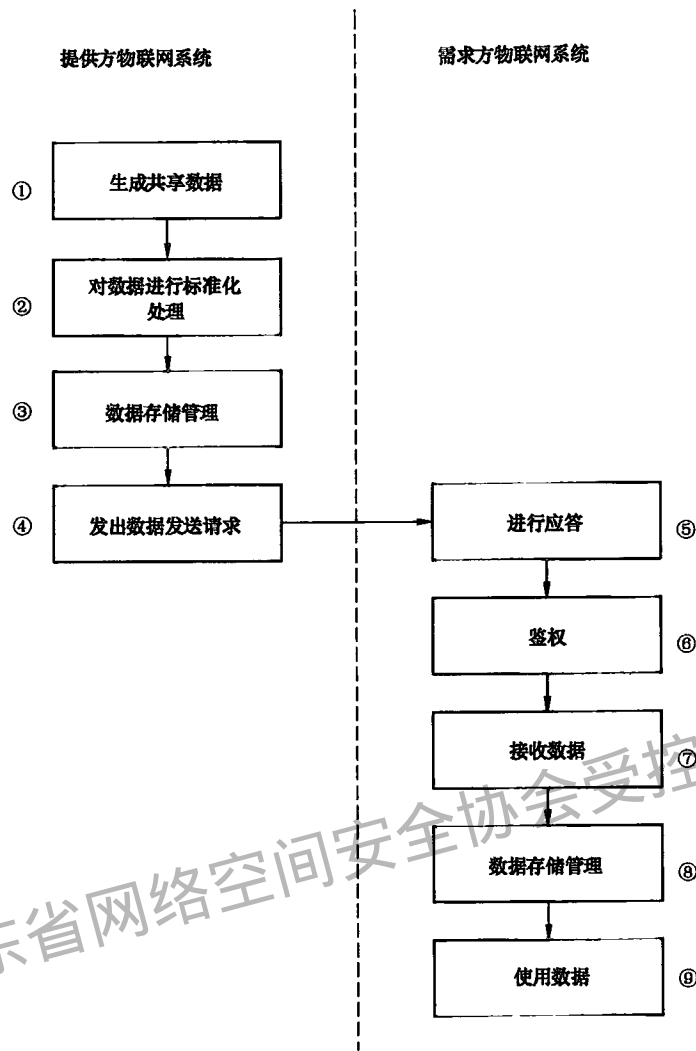 提供方物联网系统
需求方物联网系统
① 生成共享数据
② 对数据进行标准化
处理
③ 数据存储管理
④ 发出数据发送请求
进行应答 ⑤
鉴权 ⑥
接收数据 ⑦
数据存储管理 ⑧
使用数据 ⑨
东省网络空间安全协会受控